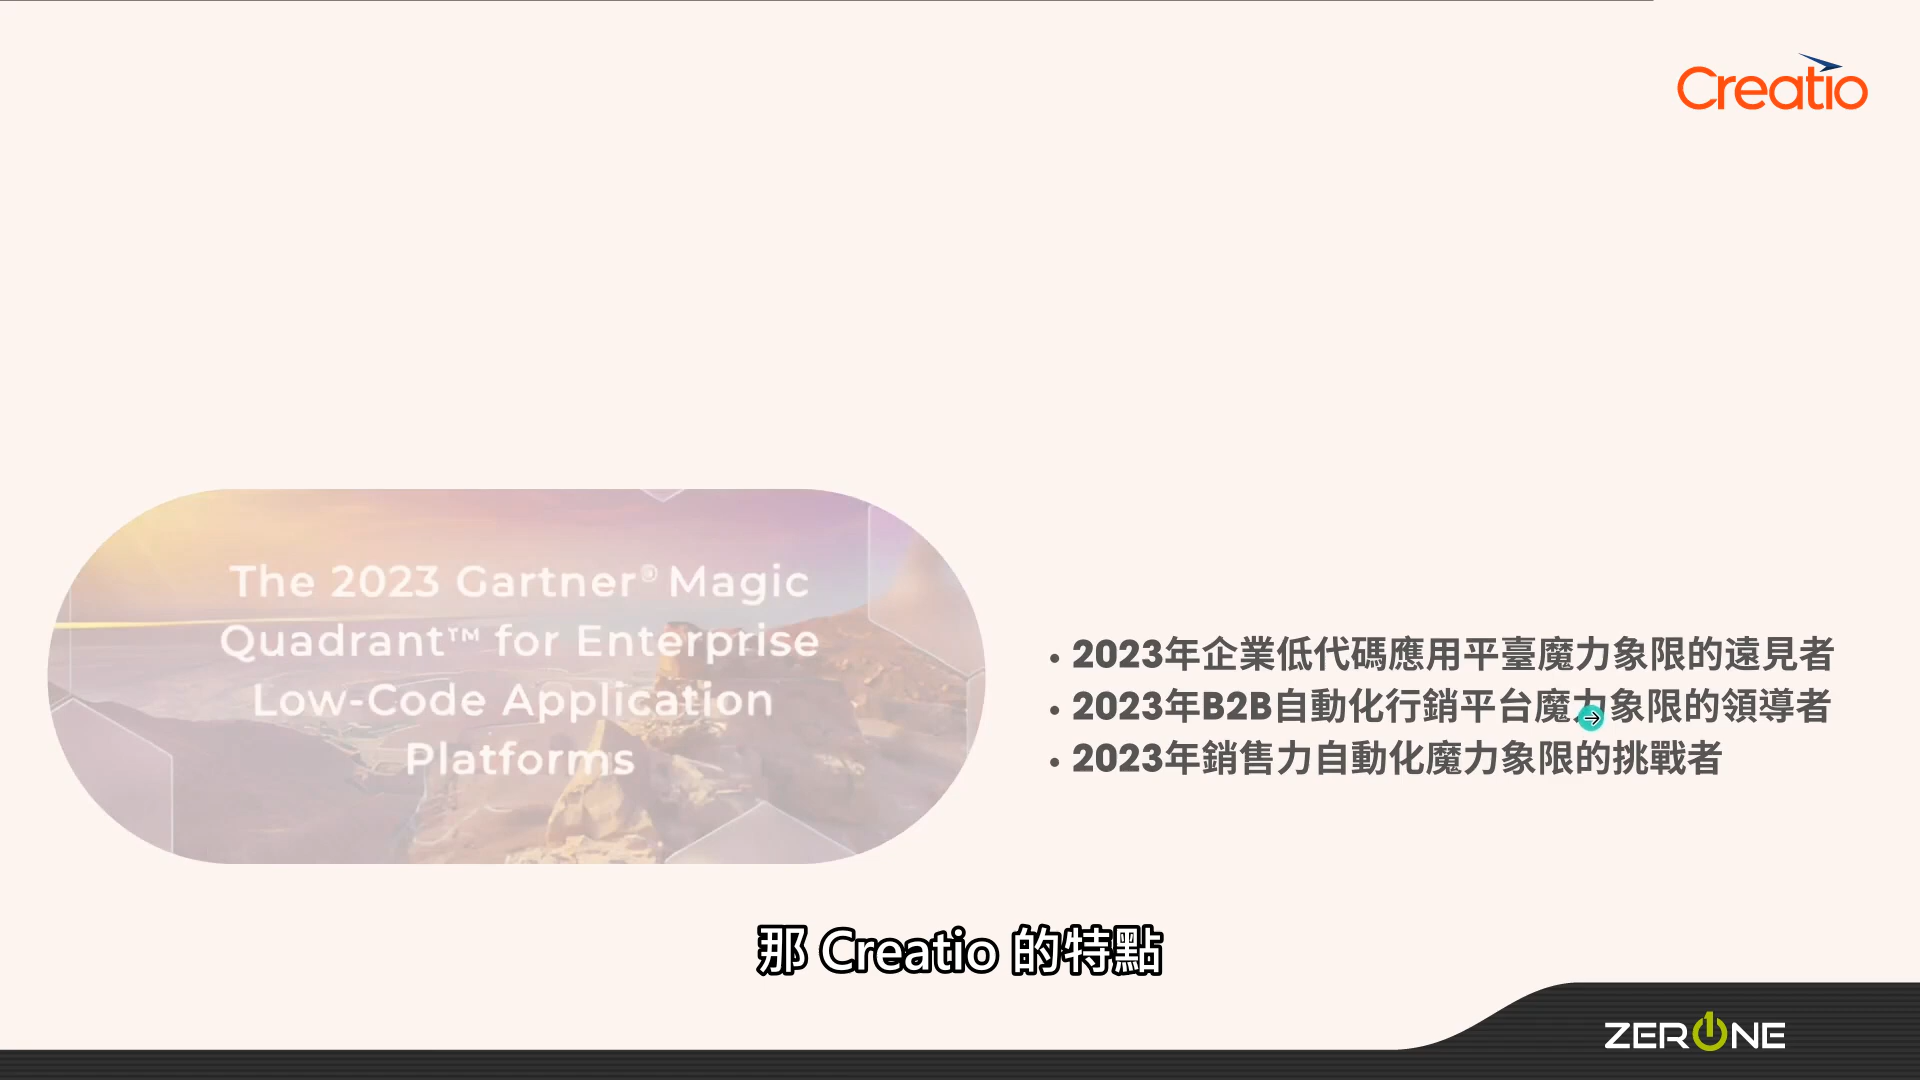 Creatio
The 2023 Gartner® Magic
Quadrant™ for Enterprise
Low-Code Application
Platforms
• 2023年企業低代碼應用平臺魔力象限的遠見者
• 2023年B2B自動化行銷平台魔力象限的領導者
• 2023年銷售力自動化魔力象限的挑戰者
那 Creatio 的特點
ZERONE